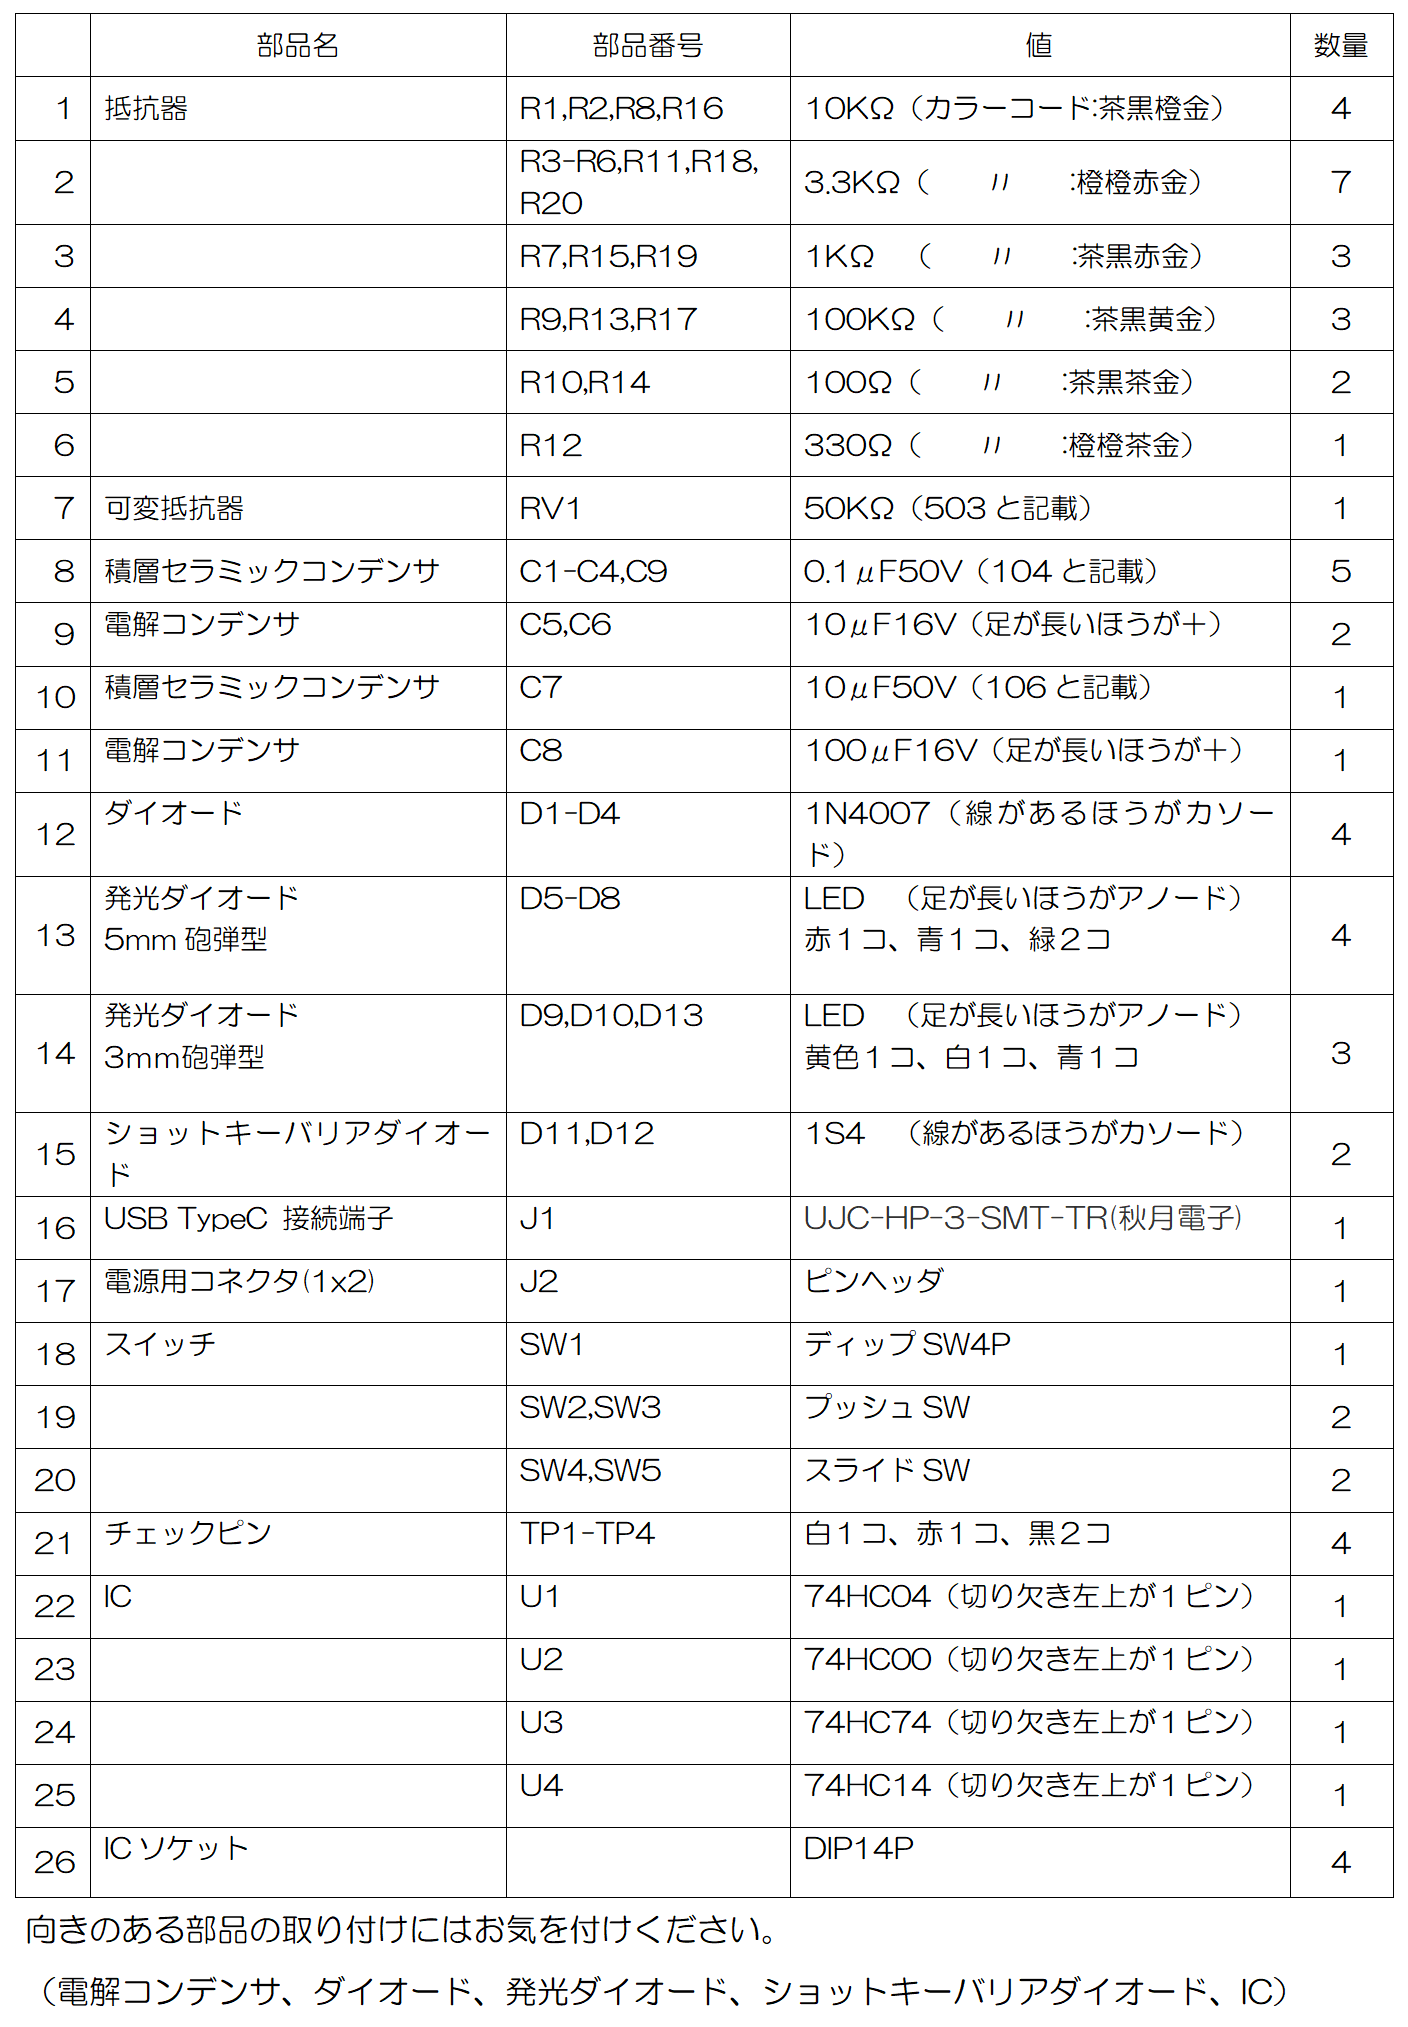 部品名 部品番号 値 数量
1 抵抗器 R1,R2,R8,R16 10KΩ（カラーコード:茶黒橙金） 4
2 R3-R6,R11,R18,
R20 3.3KΩ（ 〃 :橙橙赤金） 7
3 R7,R15,R19 1KΩ （ 〃 :茶黒赤金） 3
4 R9,R13,R17 100KΩ（ 〃 :茶黒黄金） 3
5 R10,R14 100Ω（ 〃 :茶黒茶金） 2
6 R12 330Ω（ 〃 :橙橙茶金） 1
7 可変抵抗器 RV1 50KΩ（503 と記載） 1
8 積層セラミックコンデンサ C1-C4,C9 0.1μF50V（104 と記載） 5
9 電解コンデンサ C5,C6 10μF16V（足が長いほうが＋） 2
10 積層セラミックコンデンサ C7 10μF50V（106 と記載） 1
11 電解コンデンサ C8 100μF16V（足が長いほうが＋） 1
12 ダイオード D1-D4 1N4007（線があるほうがカソー
ド） 4
13 発光ダイオード D5-D8 LED （足が長いほうがアノード） 4
5mm 砲弾型 赤１コ、青１コ、緑２コ
14 発光ダイオード D9,D10,D13 LED （足が長いほうがアノード） 3
3mm砲弾型 黄色１コ、白１コ、青１コ
15 ショットキーバリアダイオー D11,D12 1S4 （線があるほうがカソード） 2
ド
16 USB TypeC 接続端子 J1 UJC-HP-3-SMT-TR(秋月電子) 1
17 電源用コネクタ(1x2) J2 ピンヘッダ 1
18 スイッチ SW1 ディップ SW4P 1
19 SW2,SW3 プッシュ SW 2
20 SW4,SW5 スライド SW 2
21 チェックピン TP1-TP4 白１コ、赤１コ、黒２コ 4
22 IC U1 74HC04（切り欠き左上が１ピン） 1
23 U2 74HC00（切り欠き左上が１ピン） 1
24 U3 74HC74（切り欠き左上が１ピン） 1
25 U4 74HC14（切り欠き左上が１ピン） 1
26 IC ソケット DIP14P 4
向きのある部品の取り付けにはお気を付けください。
（電解コンデンサ、ダイオード、発光ダイオード、ショットキーバリアダイオード、IC）